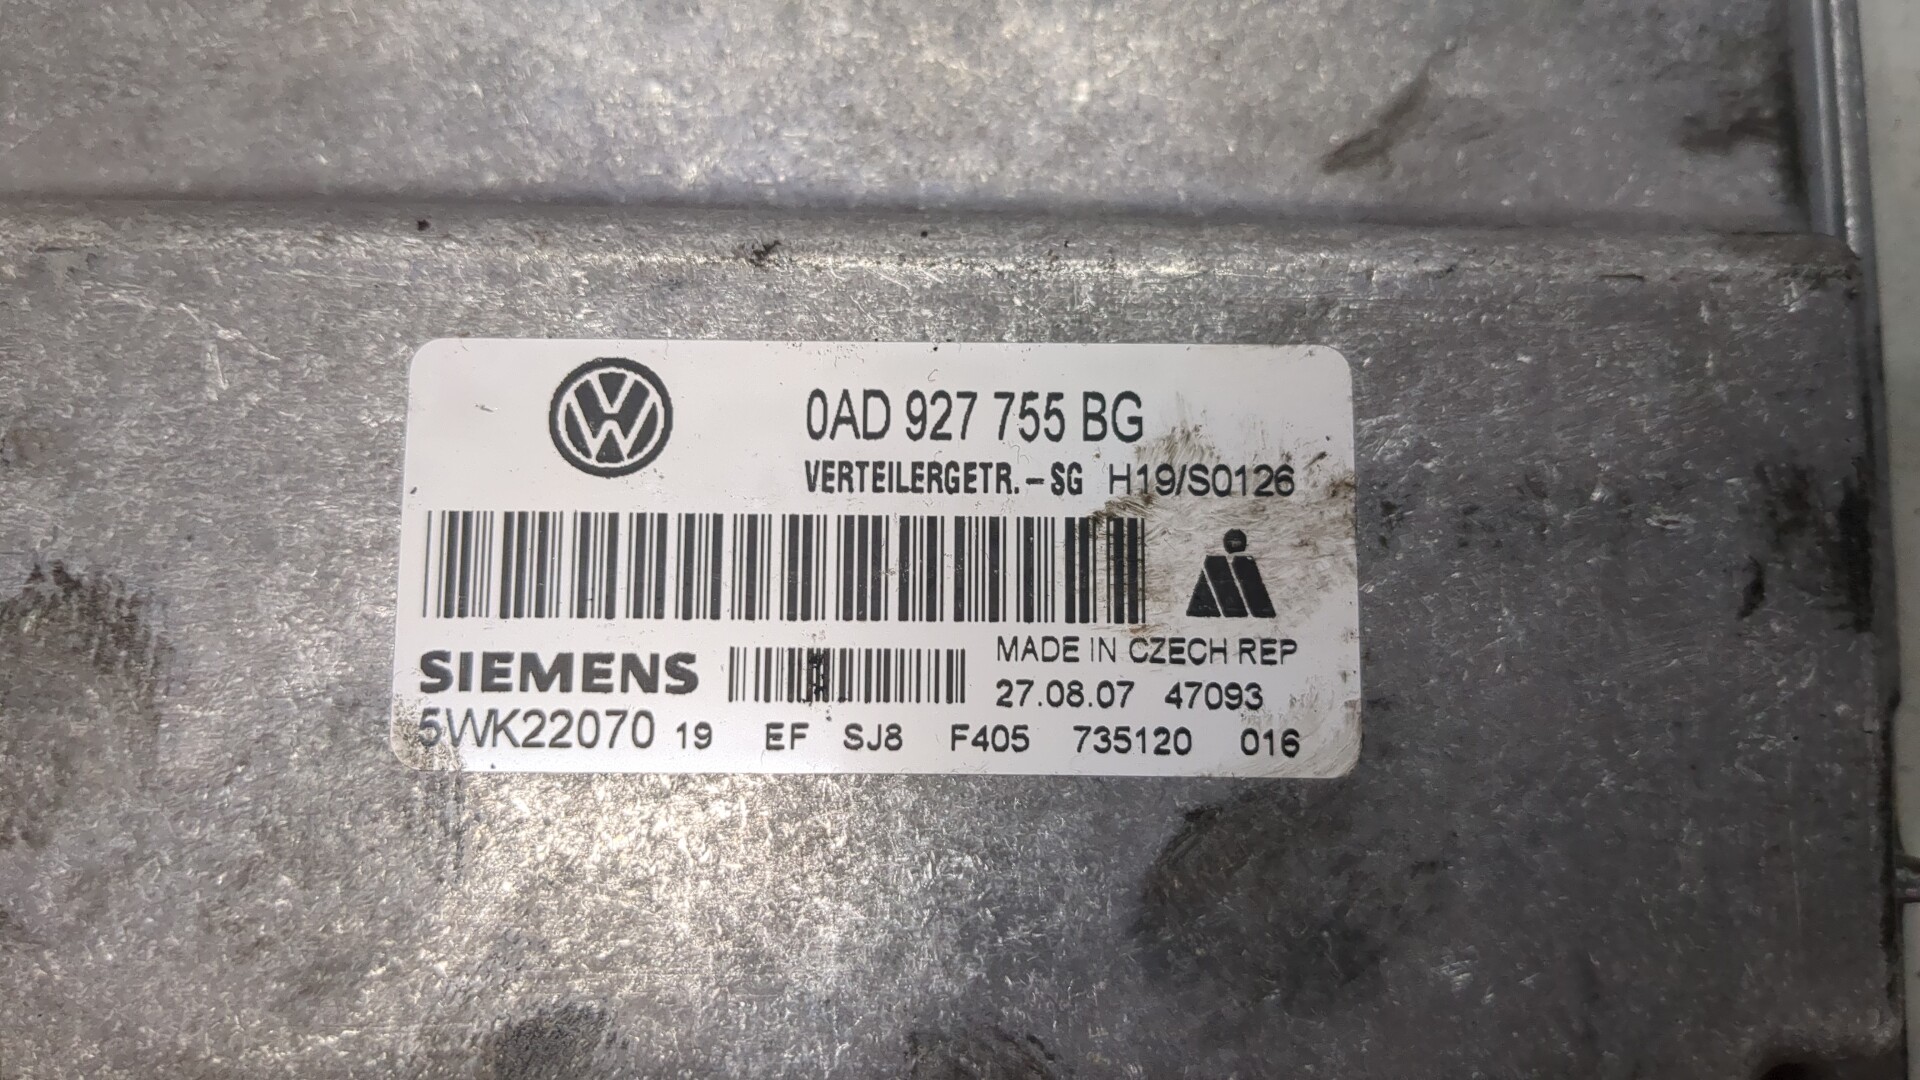 0AD 927 755 BG
VERTEILERGETR.-SG H19/S0126
SIEMENS
MADE IN CZECH REP
27.08.07 47093
5WK22070 19 EF SJ8 F405 735120 016